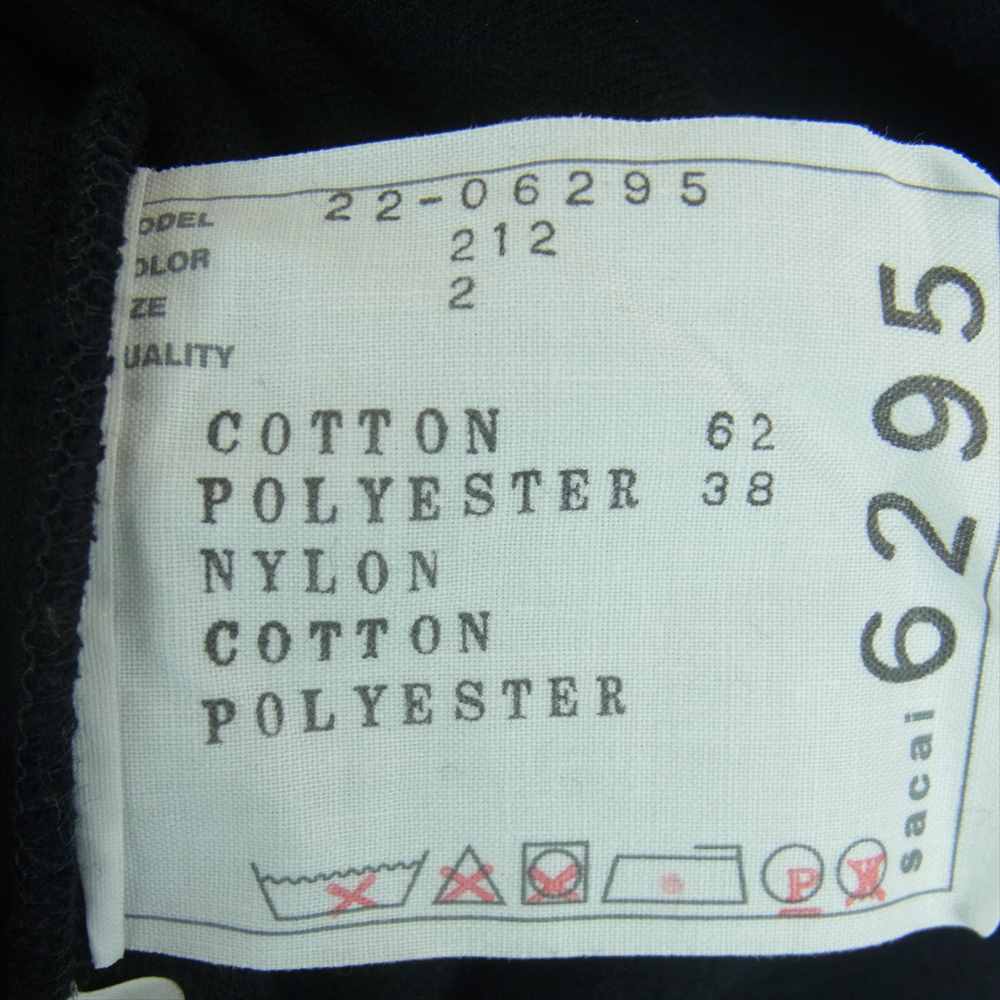 ODEL 22-06295
OLOR 212
ZE 2
UALITY
COTTON 62
POLYESTER 38
NYLON
COTTON
POLYESTER
P W
sacai 6295